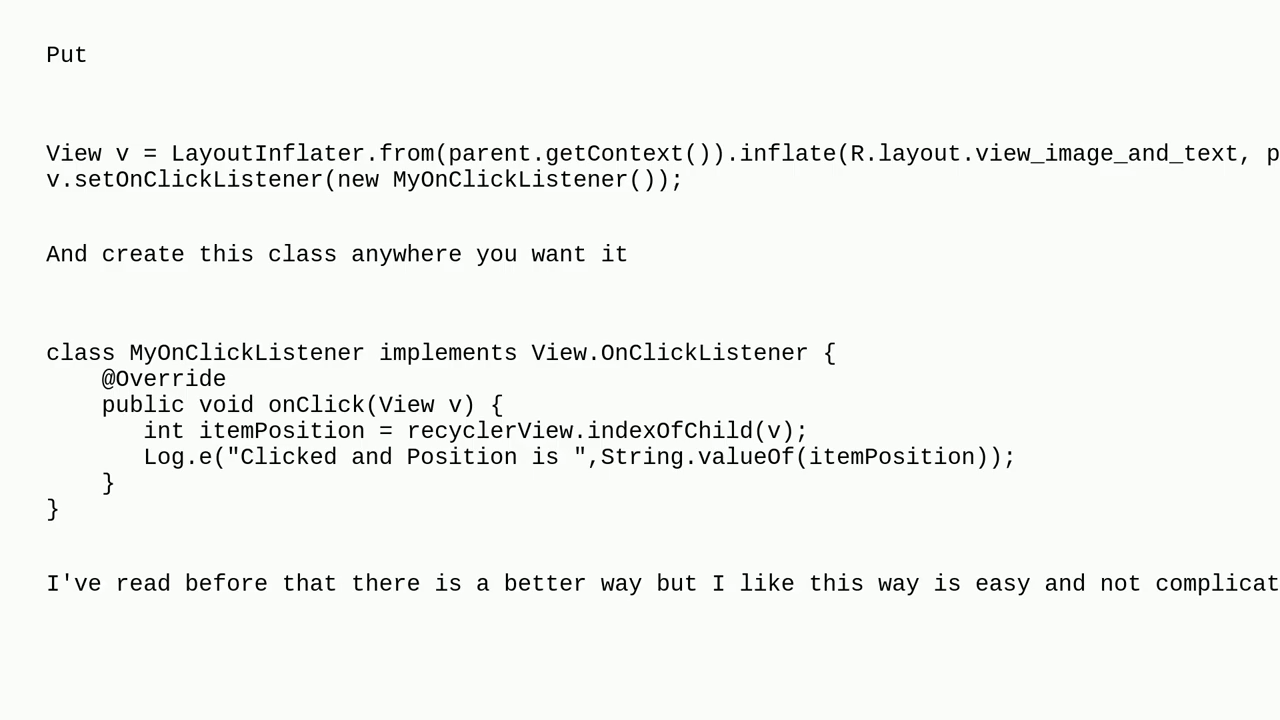 Put
View v = LayoutInflater.from(parent.getContext()).inflate(R.layout.view_image_and_text, p
v.setOnClickListener(new MyOnClickListener());
And create this class anywhere you want it
class MyOnClickListener implements View.OnClickListener {
    @Override
    public void onClick(View v) {
       int itemPosition = recyclerView.indexOfChild(v);
       Log.e("Clicked and Position is ",String.valueOf(itemPosition));
    }
}
I've read before that there is a better way but I like this way is easy and not complicat